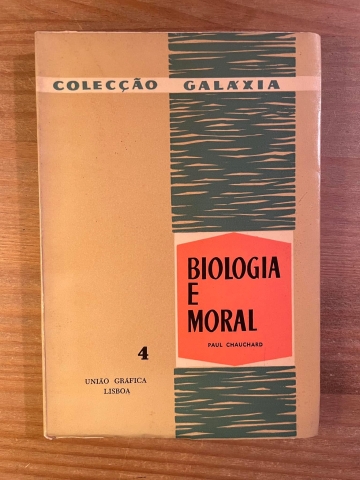 COLECÇÃO GALÁXIA
BIOLOGIA
E
MORAL
PAUL CHAUCHARD
4
UNIÃO GRÁFICA
LISBOA